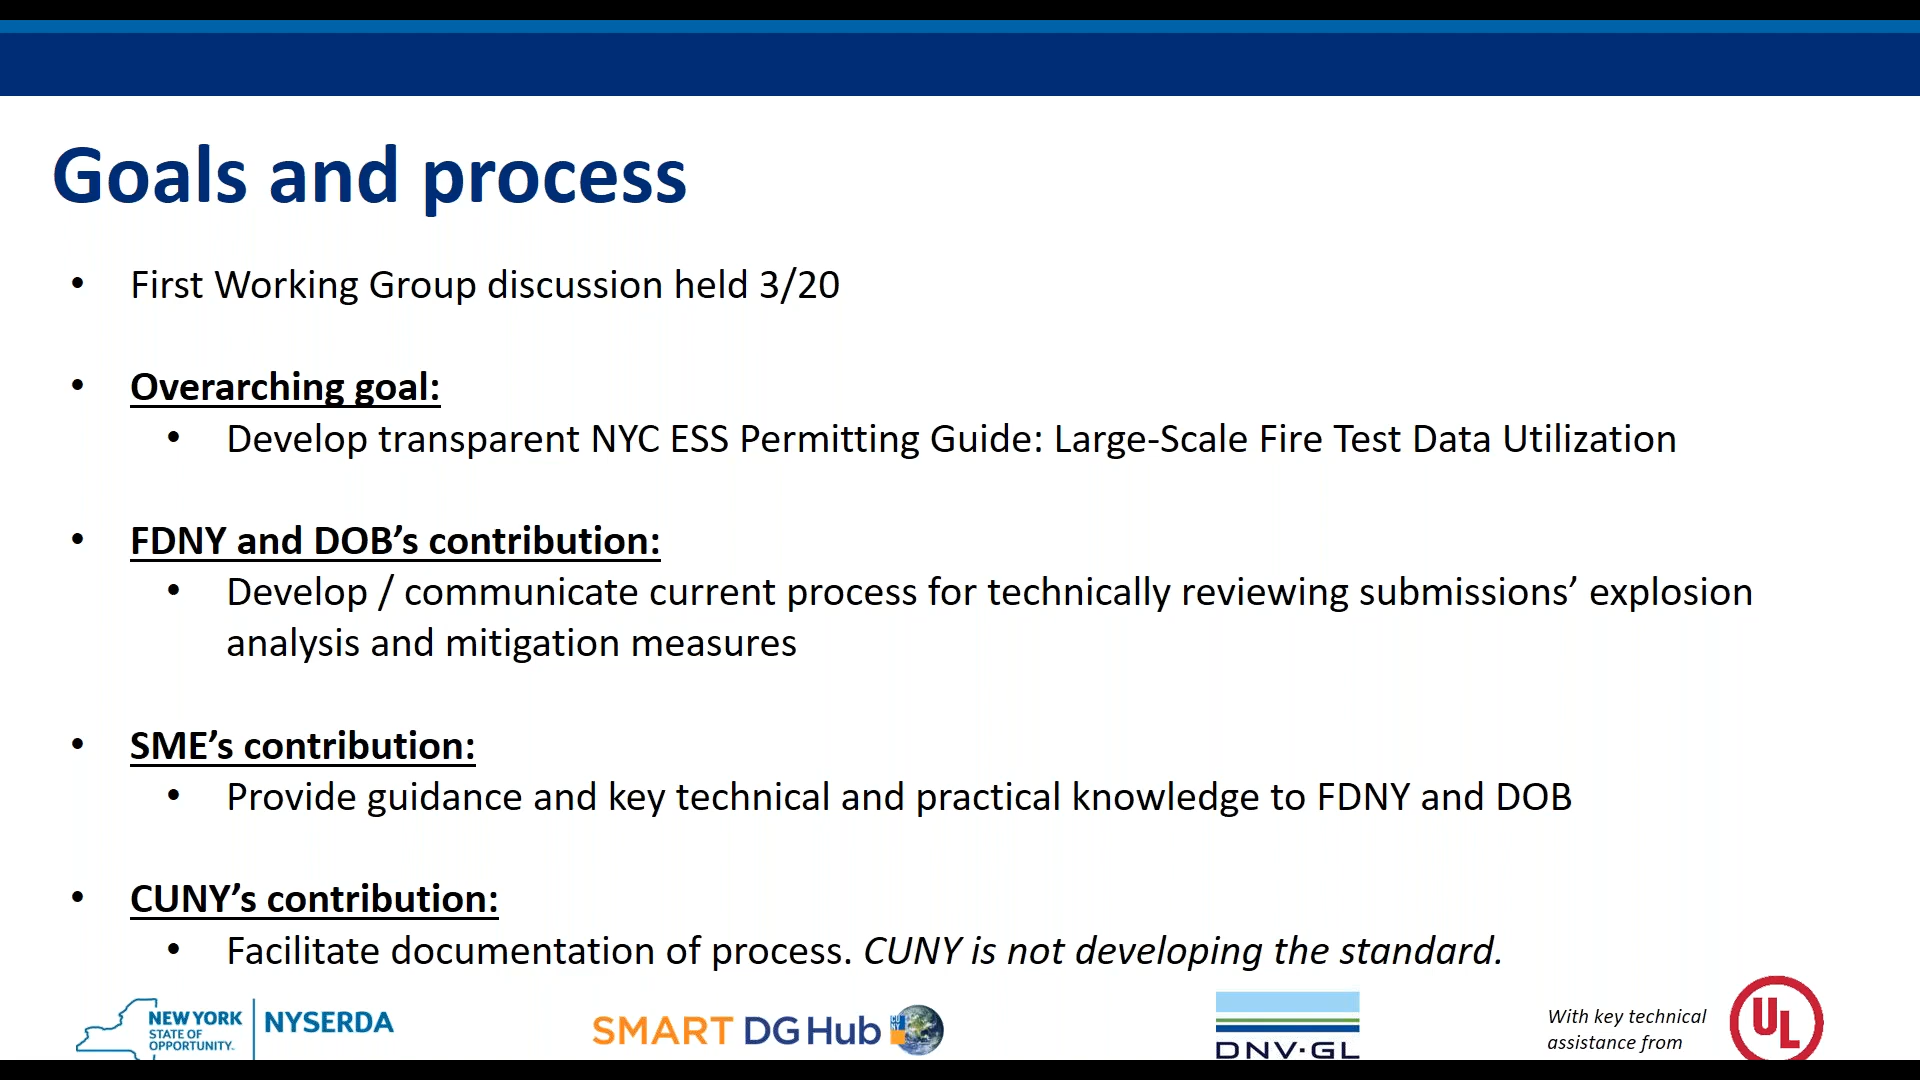 Goals and process
• First Working Group discussion held 3/20
• Overarching goal:
• Develop transparent NYC ESS Permitting Guide: Large-Scale Fire Test Data Utilization
• FDNY and DOB’s contribution:
• Develop / communicate current process for technically reviewing submissions’ explosion
analysis and mitigation measures
• SME’s contribution:
• Provide guidance and key technical and practical knowledge to FDNY and DOB
• CUNY’s contribution:
• Facilitate documentation of process. CUNY is not developing the standard.
NEW YORK
STATE OF
OPPORTUNITY.
NYSERDA
SMART DG Hub
CUNY
DNV·GL
With key technical
assistance from
UL